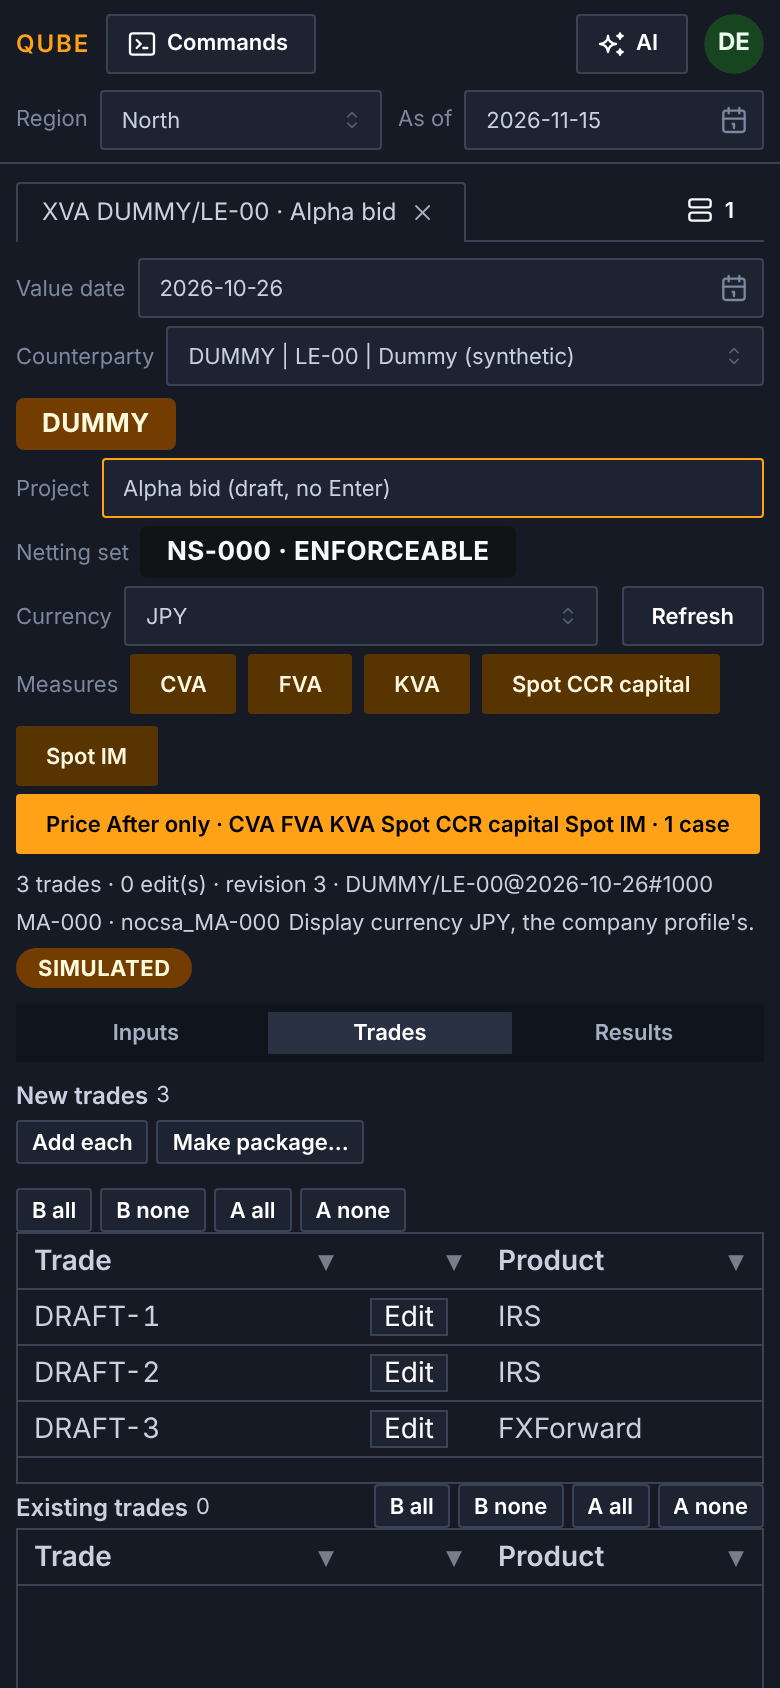 QUBE Commands AI DE
Region North As of 2026-11-15
XVA DUMMY/LE-00 · Alpha bid 1
Value date 2026-10-26
Counterparty DUMMY | LE-00 | Dummy (synthetic)
DUMMY
Project Alpha bid (draft, no Enter)
Netting set NS-000 · ENFORCEABLE
Currency JPY Refresh
Measures CVA FVA KVA Spot CCR capital
Spot IM
Price After only · CVA FVA KVA Spot CCR capital Spot IM · 1 case
3 trades · 0 edit(s) · revision 3 · DUMMY/LE-00@2026-10-26#1000
MA-000 · nocsa_MA-000 Display currency JPY, the company profile's.
SIMULATED
Inputs Trades Results
New trades 3
Add each Make package...
B all B none A all A none
Trade Product
DRAFT-1 Edit IRS
DRAFT-2 Edit IRS
DRAFT-3 Edit FXForward
Existing trades 0 B all B none A all A none
Trade Product